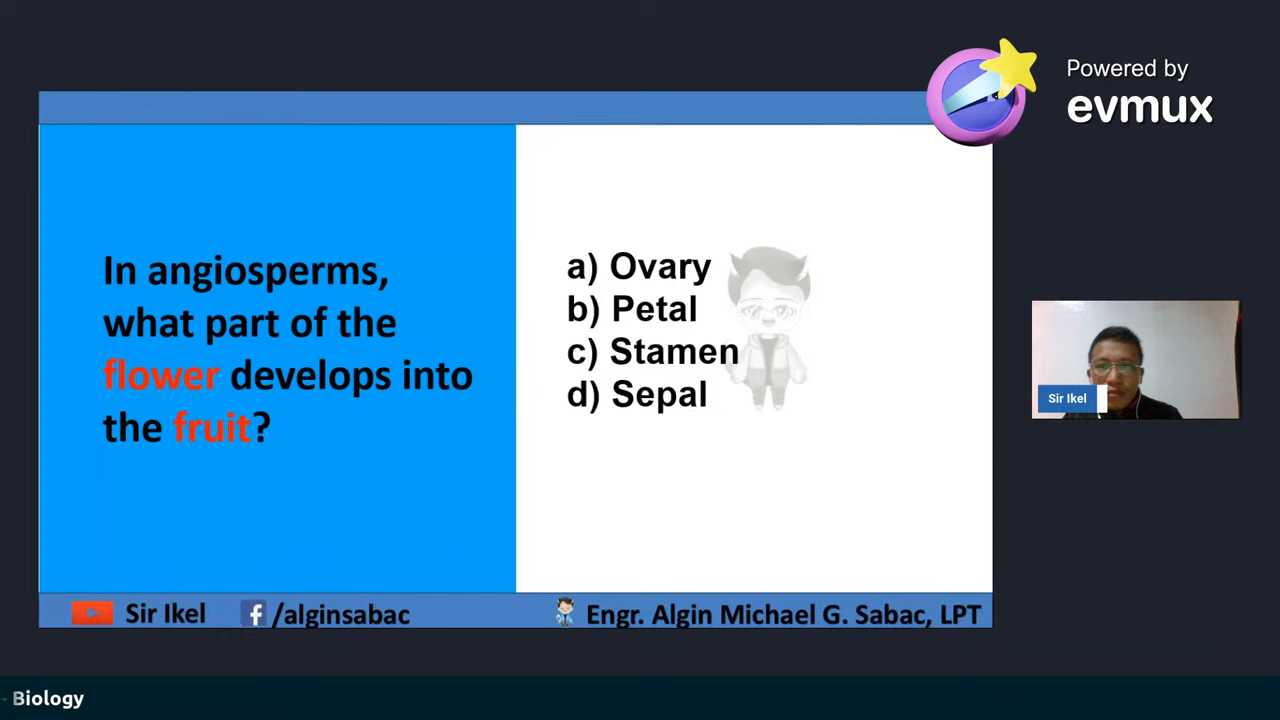 Powered by
evmux
In angiosperms,
what part of the
flower develops into
the fruit?
a) Ovary
b) Petal
c) Stamen
d) Sepal
Sir Ikel
Sir Ikel
/alginsabac
Engr. Algin Michael G. Sabac, LPT
- Biology